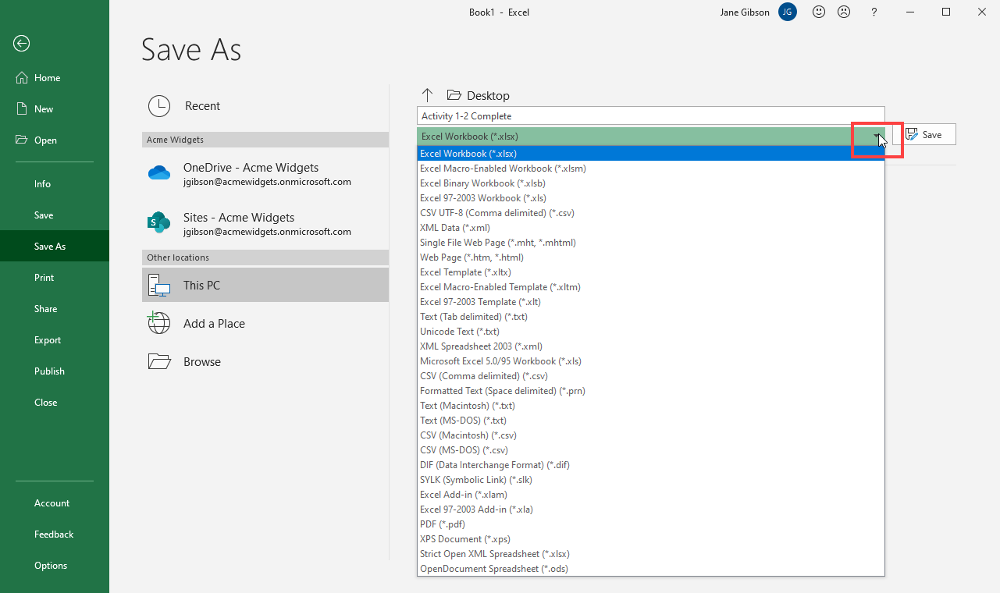 Book1 - Excel
Jane Gibson
JG
?
Save As
Home
New
Open
Info
Save
Save As
Print
Share
Export
Publish
Close
Account
Feedback
Options
Recent
Acme Widgets
OneDrive - Acme Widgets
jgibson@acmewidgets.onmicrosoft.com
S
Sites - Acme Widgets
jgibson@acmewidgets.onmicrosoft.com
Other locations
This PC
Add a Place
Browse
Desktop
Activity 1-2 Complete
Excel Workbook (*.xlsx)
Save
Excel Workbook (*.xlsx)
Excel Macro-Enabled Workbook (*.xlsm)
Excel Binary Workbook (*.xlsb)
Excel 97-2003 Workbook (*.xls)
CSV UTF-8 (Comma delimited) (*.csv)
XML Data (*.xml)
Single File Web Page (*.mht, *.mhtml)
Web Page (*.htm, *.html)
Excel Template (*.xltx)
Excel Macro-Enabled Template (*.xltm)
Excel 97-2003 Template (*.xlt)
Text (Tab delimited) (*.txt)
Unicode Text (*.txt)
XML Spreadsheet 2003 (*.xml)
Microsoft Excel 5.0/95 Workbook (*.xls)
CSV (Comma delimited) (*.csv)
Formatted Text (Space delimited) (*.prn)
Text (Macintosh) (*.txt)
Text (MS-DOS) (*.txt)
CSV (Macintosh) (*.csv)
CSV (MS-DOS) (*.csv)
DIF (Data Interchange Format) (*.dif)
SYLK (Symbolic Link) (*.slk)
Excel Add-in (*.xlam)
Excel 97-2003 Add-in (*.xla)
PDF (*.pdf)
XPS Document (*.xps)
Strict Open XML Spreadsheet (*.xlsx)
OpenDocument Spreadsheet (*.ods)